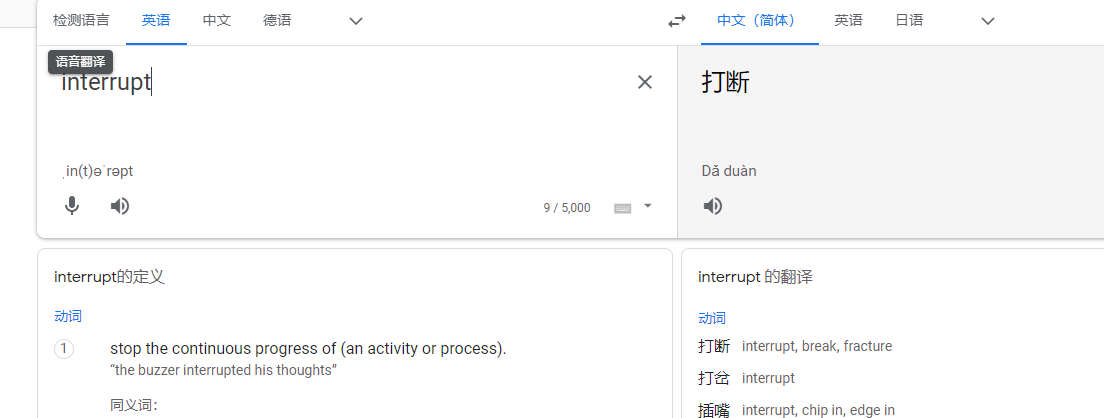 检测语言 英语 中文 德语
中文（简体） 英语 日语
语音翻译
interrupt
打断
ˌin(t)əˈrəpt
Dǎ duàn
9 / 5,000
interrupt的定义
动词
1 stop the continuous progress of (an activity or process).
“the buzzer interrupted his thoughts”
同义词：
interrupt 的翻译
动词
打断 interrupt, break, fracture
打岔 interrupt
插嘴 interrupt, chip in, edge in